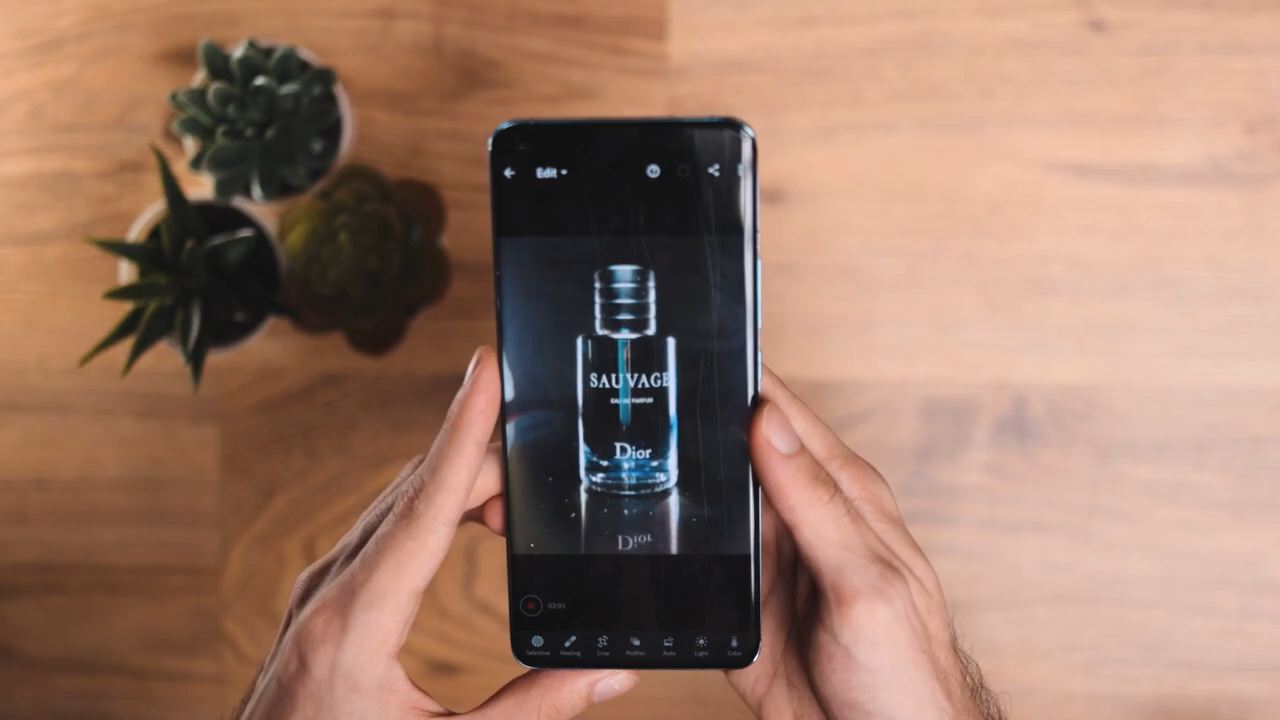 Edit
SAUVAGE
EAU DE PARFUM
Dior
Dior
02:01
Selective Healing Crop Profiles Auto Light Color